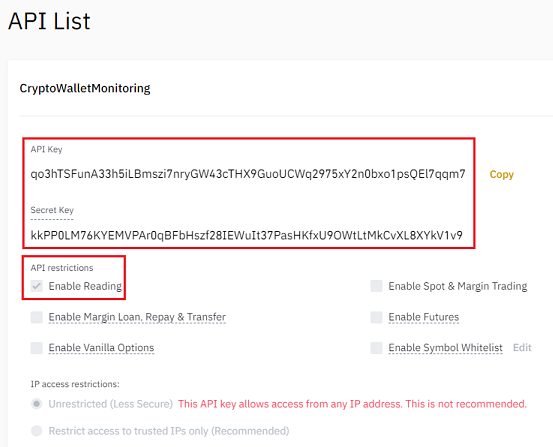 API List
CryptoWalletMonitoring
API Key
qo3hTSFunA33h5iLBmszi7nryGW43cTHX9GuoUCWq2975xY2n0bxo1psQEl7qqm7 Copy
Secret Key
kkPP0LM76KYEMVPAr0qBFbHszf28IEWuIt37PasHKfxU9OWtLtMkCvXL8XYkV1v9
API restrictions
Enable Reading Enable Spot & Margin Trading
Enable Margin Loan, Repay & Transfer Enable Futures
Enable Vanilla Options Enable Symbol Whitelist Edit
IP access restrictions:
Unrestricted (Less Secure) This API key allows access from any IP address. This is not recommended.
Restrict access to trusted IPs only (Recommended)